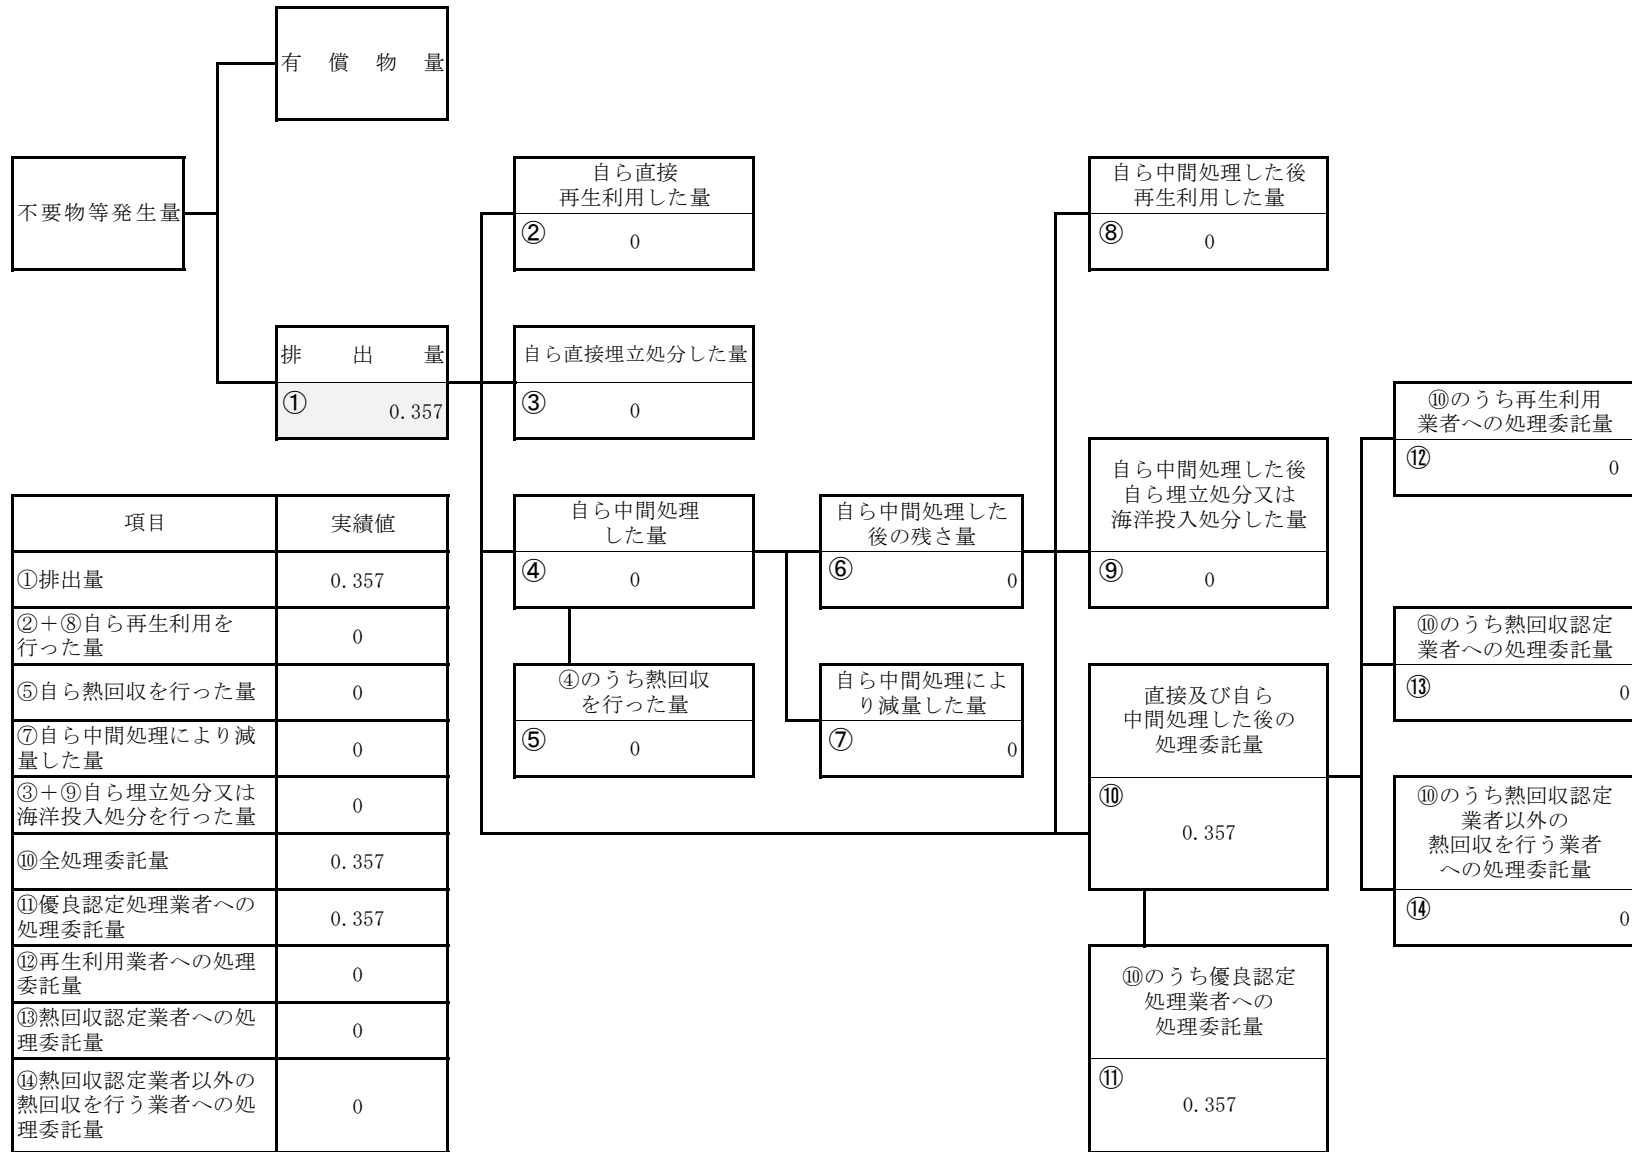 有償物量
不要物等発生量
自ら直接
再生利用した量
②
0
自ら中間処理した後
再生利用した量
⑧
0
排出量
①
0.357
自ら直接埋立処分した量
③
0
⑩のうち再生利用
業者への処理委託量
⑫
0
自ら中間処理
した量
④
0
自ら中間処理した
後の残さ量
⑥
0
自ら中間処理した後
自ら埋立処分又は
海洋投入処分した量
⑨
0
④のうち熱回収
を行った量
⑤
0
自ら中間処理によ
り減量した量
⑦
0
直接及び自ら
中間処理した後の
処理委託量
⑩
0.357
⑩のうち熱回収認定
業者への処理委託量
⑬
0
⑩のうち熱回収認定
業者以外の
熱回収を行う業者
への処理委託量
⑭
0
⑩のうち優良認定
処理業者への
処理委託量
⑪
0.357
項目 実績値
①排出量 0.357
②＋⑧自ら再生利用を
行った量 0
⑤自ら熱回収を行った量 0
⑦自ら中間処理により減
量した量 0
③＋⑨自ら埋立処分又は
海洋投入処分を行った量 0
⑩全処理委託量 0.357
⑪優良認定処理業者への
処理委託量 0.357
⑫再生利用業者への処理
委託量 0
⑬熱回収認定業者への処
理委託量 0
⑭熱回収認定業者以外の
熱回収を行う業者への処
理委託量 0